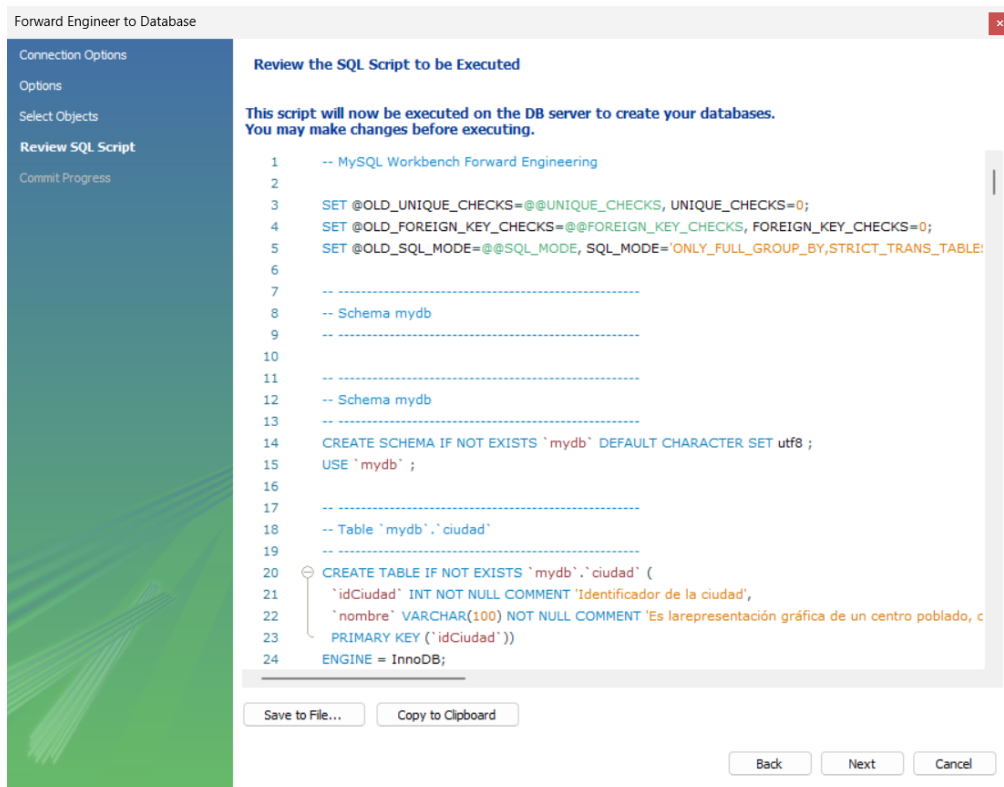 Forward Engineer to Database
Connection Options
Options
Select Objects
Review SQL Script
Commit Progress
Review the SQL Script to be Executed
This script will now be executed on the DB server to create your databases.
You may make changes before executing.
1 -- MySQL Workbench Forward Engineering
2
3 SET @OLD_UNIQUE_CHECKS=@@UNIQUE_CHECKS, UNIQUE_CHECKS=0;
4 SET @OLD_FOREIGN_KEY_CHECKS=@@FOREIGN_KEY_CHECKS, FOREIGN_KEY_CHECKS=0;
5 SET @OLD_SQL_MODE=@@SQL_MODE, SQL_MODE='ONLY_FULL_GROUP_BY,STRICT_TRANS_TABLES
6
7 -- -----------------------------------------------------
8 -- Schema mydb
9 -- -----------------------------------------------------
10
11 -- -----------------------------------------------------
12 -- Schema mydb
13 -- -----------------------------------------------------
14 CREATE SCHEMA IF NOT EXISTS `mydb` DEFAULT CHARACTER SET utf8 ;
15 USE `mydb` ;
16
17 -- -----------------------------------------------------
18 -- Table `mydb`.`ciudad`
19 -- -----------------------------------------------------
20 CREATE TABLE IF NOT EXISTS `mydb`.`ciudad` (
21 `idCiudad` INT NOT NULL COMMENT 'Identificador de la ciudad',
22 `nombre` VARCHAR(100) NOT NULL COMMENT 'Es larepresentación gráfica de un centro poblado, c
23 PRIMARY KEY (`idCiudad`))
24 ENGINE = InnoDB;
Save to File... Copy to Clipboard
Back Next Cancel